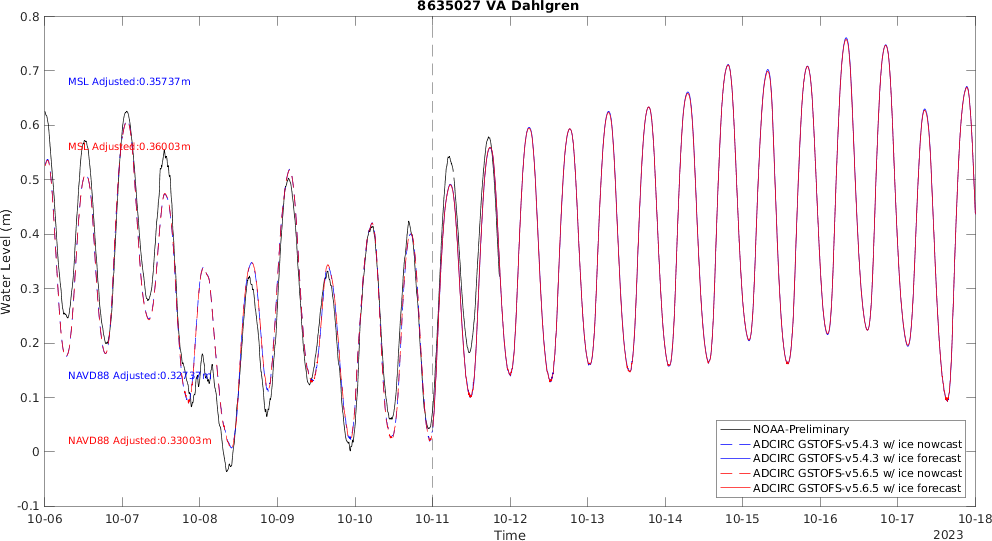 8635027 VA Dahlgren
0.8
0.7
0.6
0.5
0.4
0.3
0.2
0.1
0
-0.1
Water Level (m)
MSL Adjusted:0.35737m
MSL Adjusted:0.36003m
NAVD88 Adjusted:0.32737m
NAVD88 Adjusted:0.33003m
NOAA-Preliminary
ADCIRC GSTOFS-v5.4.3 w/ ice nowcast
ADCIRC GSTOFS-v5.4.3 w/ ice forecast
ADCIRC GSTOFS-v5.6.5 w/ ice nowcast
ADCIRC GSTOFS-v5.6.5 w/ ice forecast
10-06 10-07 10-08 10-09 10-10 10-11 10-12 10-13 10-14 10-15 10-16 10-17 10-18
Time
2023